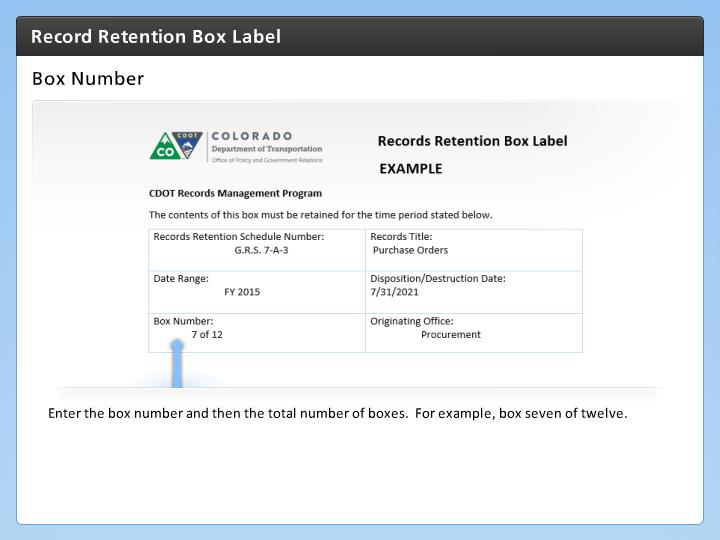 Record Retention Box Label
Box Number
CO
CDOT
COLORADO
Department of Transportation
Office of Policy and Government Relations
Records Retention Box Label
EXAMPLE
CDOT Records Management Program
The contents of this box must be retained for the time period stated below.
Records Retention Schedule Number:
G.R.S. 7-A-3
Records Title:
Purchase Orders
Date Range:
FY 2015
Disposition/Destruction Date:
7/31/2021
Box Number:
7 of 12
Originating Office:
Procurement
Enter the box number and then the total number of boxes.  For example, box seven of twelve.